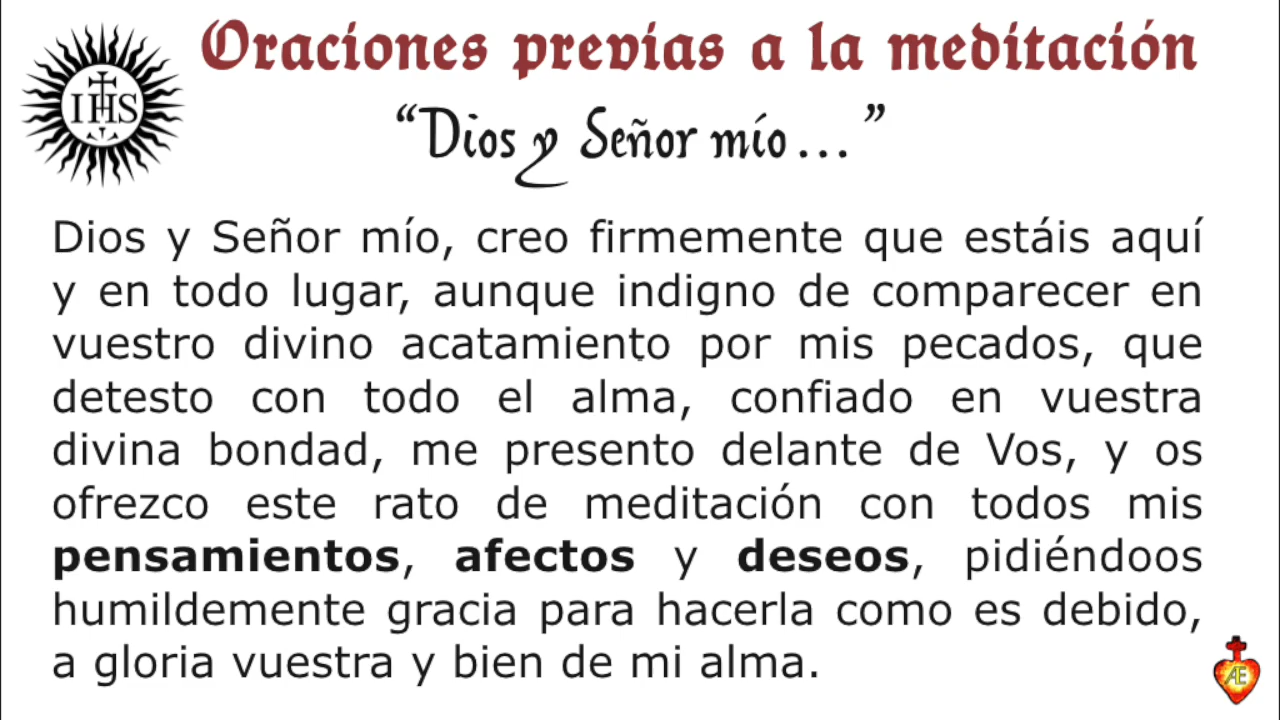 Oraciones previas a la meditación
IHS
“Dios y Señor mío...”
Dios y Señor mío, creo firmemente que estáis aquí
y en todo lugar, aunque indigno de comparecer en
vuestro divino acatamiento por mis pecados, que
detesto con todo el alma, confiado en vuestra
divina bondad, me presento delante de Vos, y os
ofrezco este rato de meditación con todos mis
pensamientos, afectos y deseos, pidiéndoos
humildemente gracia para hacerla como es debido,
a gloria vuestra y bien de mi alma.
Æ